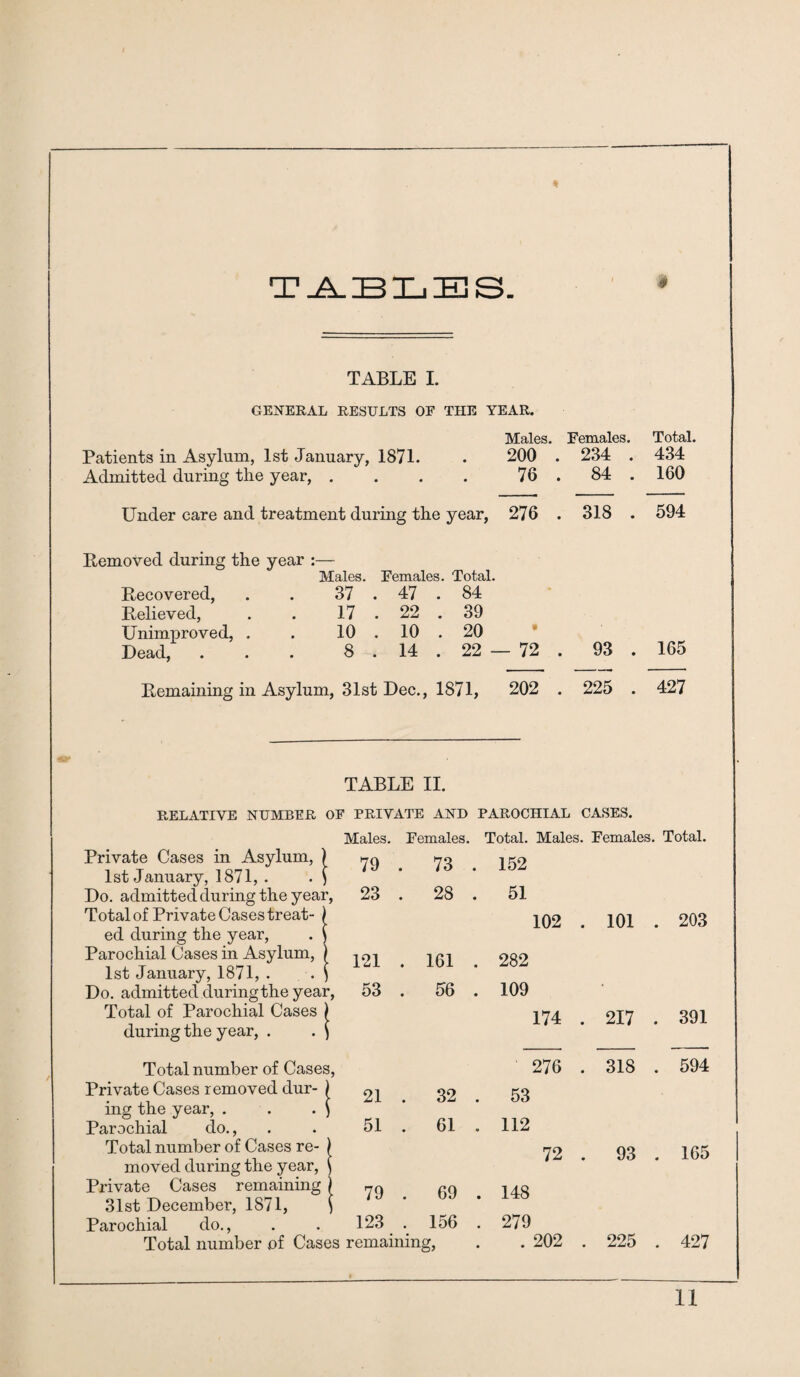 TABLES.
TABLE I.
GENERAL RESULTS OF THE YEAR.
Males. Females. Total.
Patients in Asylum, 1st January, 1871. . 200 . 234 . 434
Admitted during the year, . . . . 76 . 84 . 160
Under care and treatment during the year, 276 . 318 . 594
Removed during the year :—
Males. Females. Total.
Recovered, . . 37 . 47 . 84
Relieved, . . 17 . 22 . 39
Unimproved, . . 10 . 10 . 20
Dead, . . . 8 . 14 . 22 — 72 . 93 . 165
Remaining in Asylum, 31st Dec., 1871, 202 . 225 . 427
TABLE II.
RELATIVE NUMBER OF PRIVATE AND PAROCHIAL CASES.
Males. Females. Total. Males. Females. Total.
Private Cases in Asylum, }
1st January, 1871, . . } 79 . 73 . 152
Do. admitted during the year, 23 . 28 . 51
Total of Private Cases treat- }
ed during the year, . } 102 . 101 . 203
Parochial Cases in Asylum, }
1st January, 1871, . . } 121 . 161 . 282
Do. admitted during the year, 53 . 56 . 109
Total of Parochial Cases }
during the year, . . } 174 . 217 . 391
Total number of Cases, 276 . 318 . 594
Private Cases removed dur- }
ing the year, . . . } 21 . 32 . 53
Parochial do., . . 51 . 61 . 112
Total number of Cases re- }
moved during the year, } 72 . 93 . 165
Private Cases remaining }
31st December, 1871, } 79 . 69 . 148
Parochial do., . . 123 . 156 . 279
Total number of Cases remaining, . . 202 . 225 . 427
11